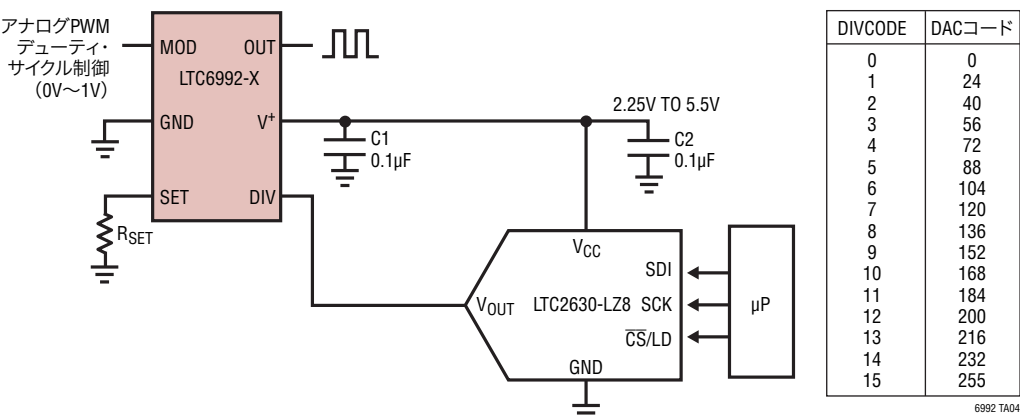 アナログPWM
デューティ・
サイクル制御
（0V～1V）
MOD
OUT
LTC6992-X
GND
V+
SET
DIV
RSET
C1
0.1µF
2.25V TO 5.5V
C2
0.1µF
VCC
SDI
VOUT
LTC2630-LZ8
SCK
CS/LD
GND
µP
DIVCODE DACコード
0 0
1 24
2 40
3 56
4 72
5 88
6 104
7 120
8 136
9 152
10 168
11 184
12 200
13 216
14 232
15 255
6992 TA04